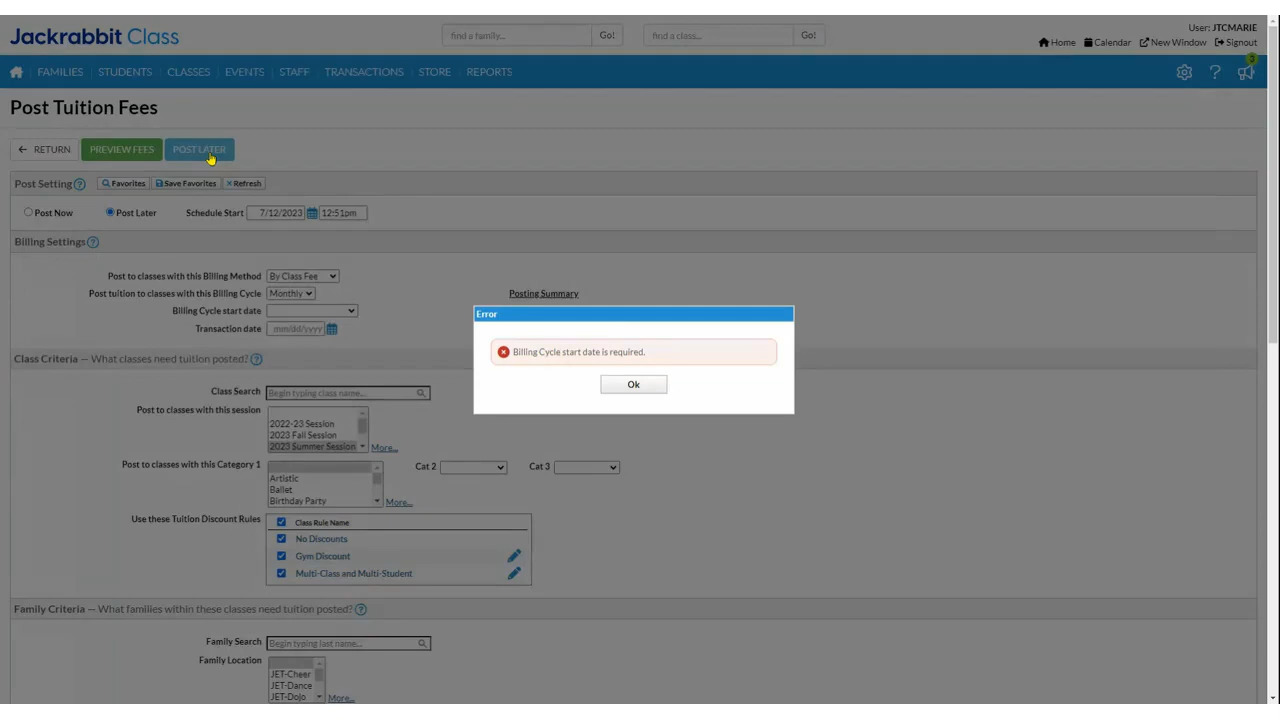 User: JTCMARIE
Jackrabbit Class
find a family...
Go!
find a class...
Go!
Home Calendar New Window Signout
3
FAMILIES STUDENTS CLASSES EVENTS STAFF TRANSACTIONS STORE REPORTS
Post Tuition Fees
RETURN PREVIEW FEES POST LATER
Post Setting Favorites Save Favorites Refresh
Post Now Post Later Schedule Start 7/12/2023 12:51pm
Billing Settings
Post to classes with this Billing Method By Class Fee
Post tuition to classes with this Billing Cycle Monthly
Posting Summary
Billing Cycle start date
Transaction date mm/dd/yyyy
Error
Billing Cycle start date is required.
Ok
Class Criteria -- What classes need tuition posted?
Class Search Begin typing class name...
Post to classes with this session
2022-23 Session
2023 Fall Session
2023 Summer Session More...
Post to classes with this Category 1
Cat 2 Cat 3
Artistic
Ballet
Birthday Party More...
Use these Tuition Discount Rules
Class Rule Name
No Discounts
Gym Discount
Multi-Class and Multi-Student
Family Criteria -- What families within these classes need tuition posted?
Family Search Begin typing last name...
Family Location
JET-Cheer
JET-Dance
JET-Dojo More...